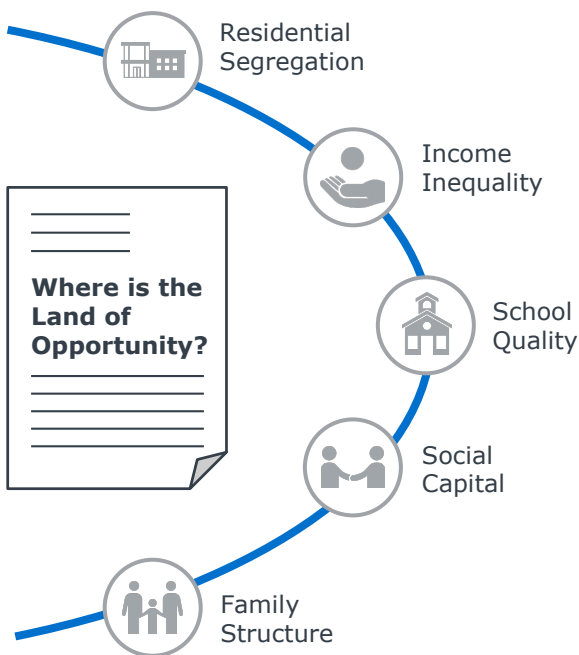 Residential
Segregation
Income
Inequality
Where is the
Land of
Opportunity?
School
Quality
Social
Capital
Family
Structure